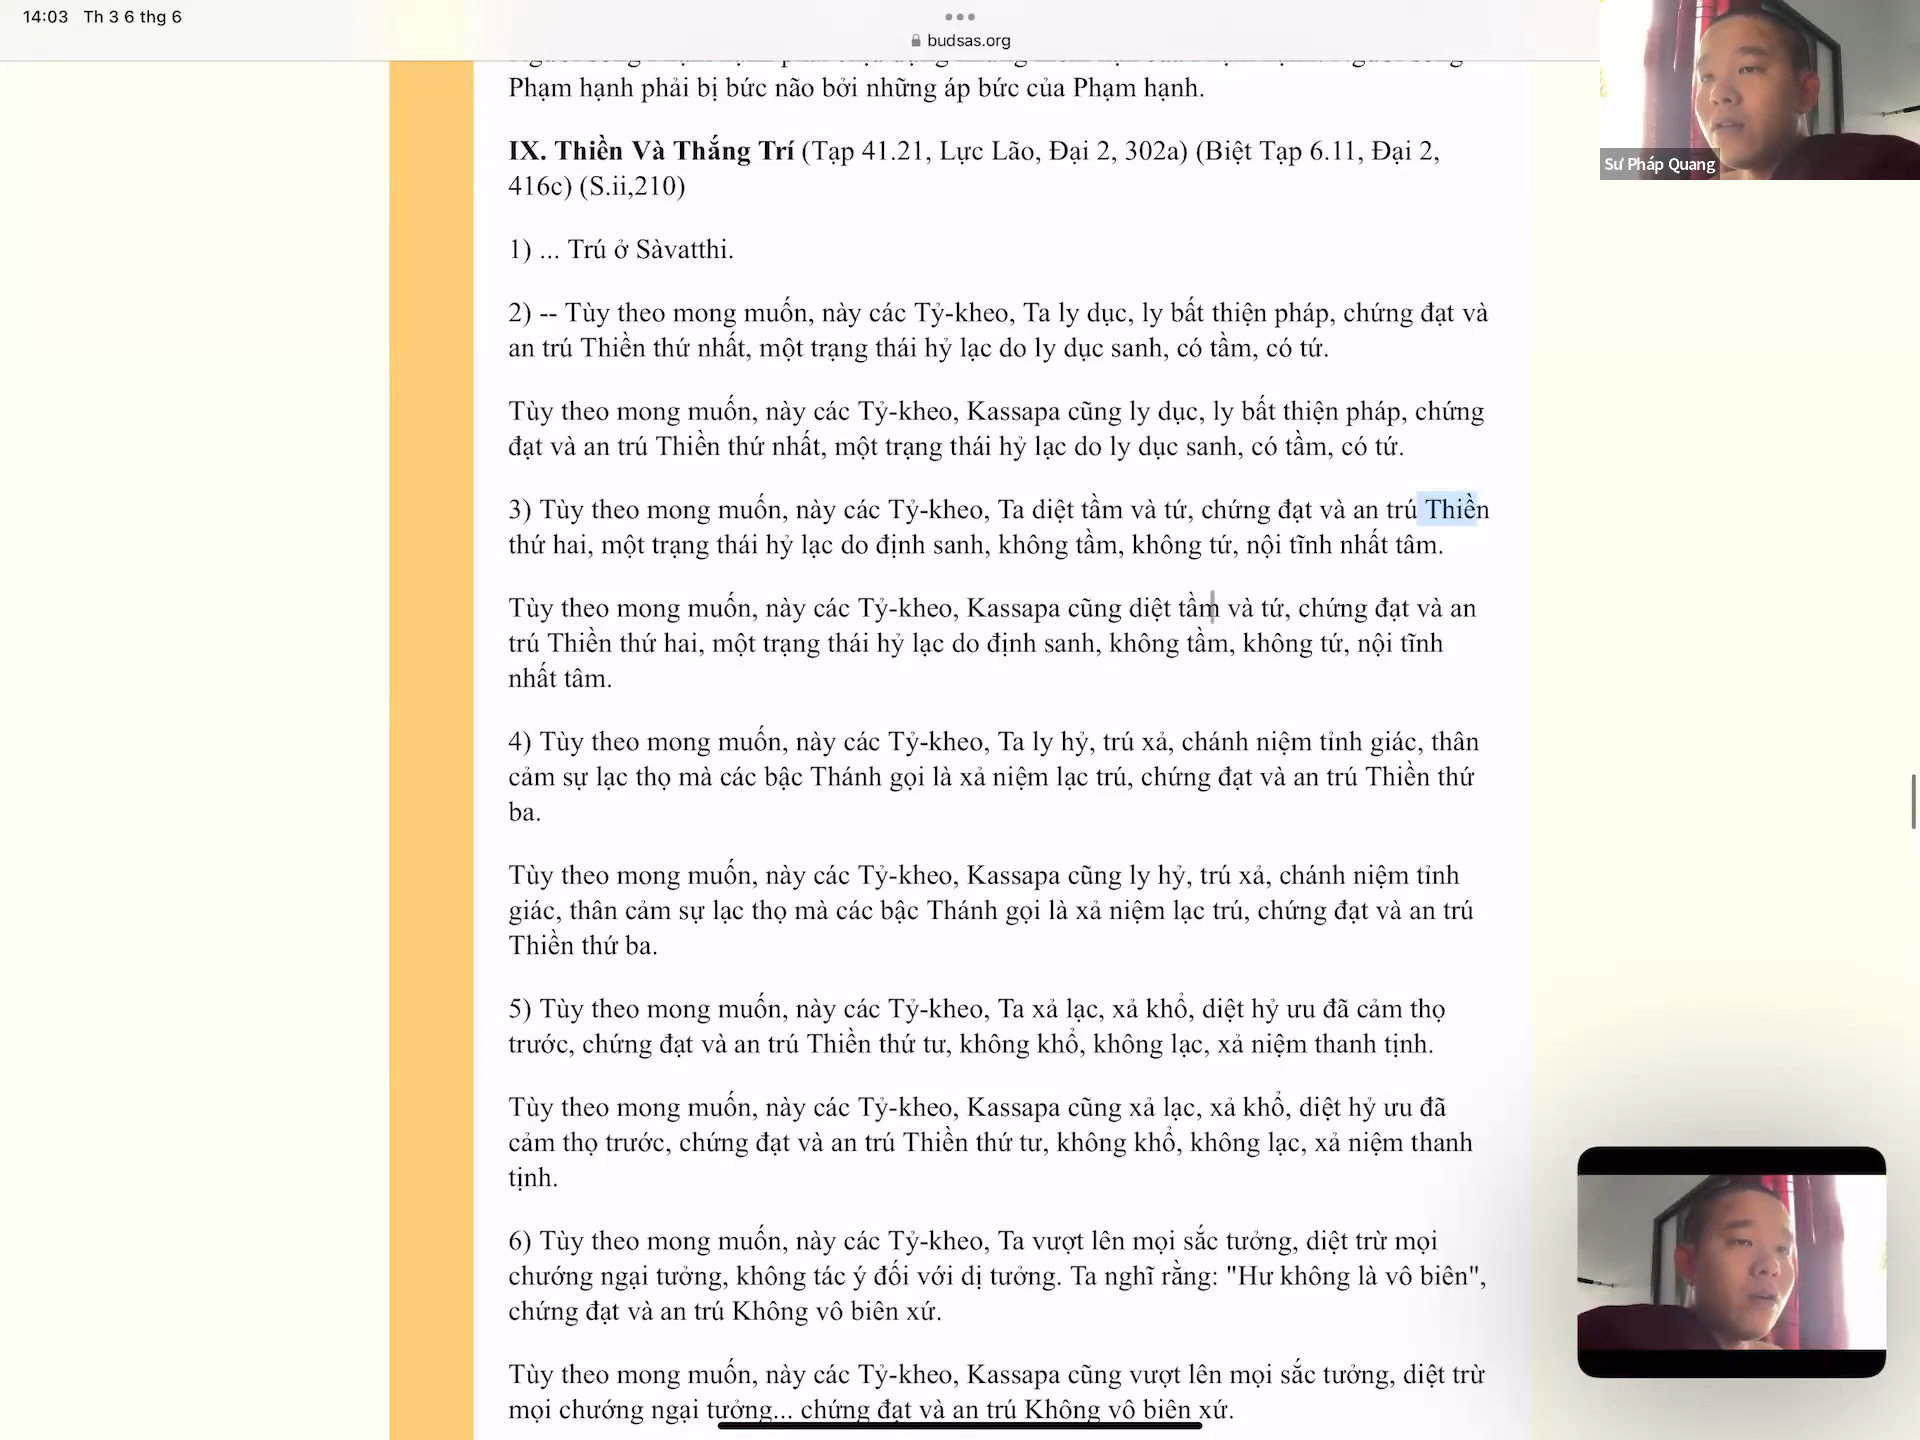 14:03 Th 3 6 thg 6
budsas.org
Phạm hạnh phải bị bức não bởi những áp bức của Phạm hạnh.
IX. Thiền Và Thắng Trí (Tạp 41.21, Lực Lão, Đại 2, 302a) (Biệt Tạp 6.11, Đại 2,
416c) (S.ii,210)
1) ... Trú ở Sàvatthi.
2) -- Tùy theo mong muốn, này các Tỷ-kheo, Ta ly dục, ly bất thiện pháp, chứng đạt và
an trú Thiền thứ nhất, một trạng thái hỷ lạc do ly dục sanh, có tầm, có tứ.
Tùy theo mong muốn, này các Tỷ-kheo, Kassapa cũng ly dục, ly bất thiện pháp, chứng
đạt và an trú Thiền thứ nhất, một trạng thái hỷ lạc do ly dục sanh, có tầm, có tứ.
3) Tùy theo mong muốn, này các Tỷ-kheo, Ta diệt tầm và tứ, chứng đạt và an trú Thiền
thứ hai, một trạng thái hỷ lạc do định sanh, không tầm, không tứ, nội tĩnh nhất tâm.
Tùy theo mong muốn, này các Tỷ-kheo, Kassapa cũng diệt tầm và tứ, chứng đạt và an
trú Thiền thứ hai, một trạng thái hỷ lạc do định sanh, không tầm, không tứ, nội tĩnh
nhất tâm.
4) Tùy theo mong muốn, này các Tỷ-kheo, Ta ly hỷ, trú xả, chánh niệm tỉnh giác, thân
cảm sự lạc thọ mà các bậc Thánh gọi là xả niệm lạc trú, chứng đạt và an trú Thiền thứ
ba.
Tùy theo mong muốn, này các Tỷ-kheo, Kassapa cũng ly hỷ, trú xả, chánh niệm tỉnh
giác, thân cảm sự lạc thọ mà các bậc Thánh gọi là xả niệm lạc trú, chứng đạt và an trú
Thiền thứ ba.
5) Tùy theo mong muốn, này các Tỷ-kheo, Ta xả lạc, xả khổ, diệt hỷ ưu đã cảm thọ
trước, chứng đạt và an trú Thiền thứ tư, không khổ, không lạc, xả niệm thanh tịnh.
Tùy theo mong muốn, này các Tỷ-kheo, Kassapa cũng xả lạc, xả khổ, diệt hỷ ưu đã
cảm thọ trước, chứng đạt và an trú Thiền thứ tư, không khổ, không lạc, xả niệm thanh
tịnh.
6) Tùy theo mong muốn, này các Tỷ-kheo, Ta vượt lên mọi sắc tưởng, diệt trừ mọi
chướng ngại tưởng, không tác ý đối với dị tưởng. Ta nghĩ rằng: "Hư không là vô biên",
chứng đạt và an trú Không vô biên xứ.
Tùy theo mong muốn, này các Tỷ-kheo, Kassapa cũng vượt lên mọi sắc tưởng, diệt trừ
mọi chướng ngại tưởng... chứng đạt và an trú Không vô biên xứ.
Sư Pháp Quang